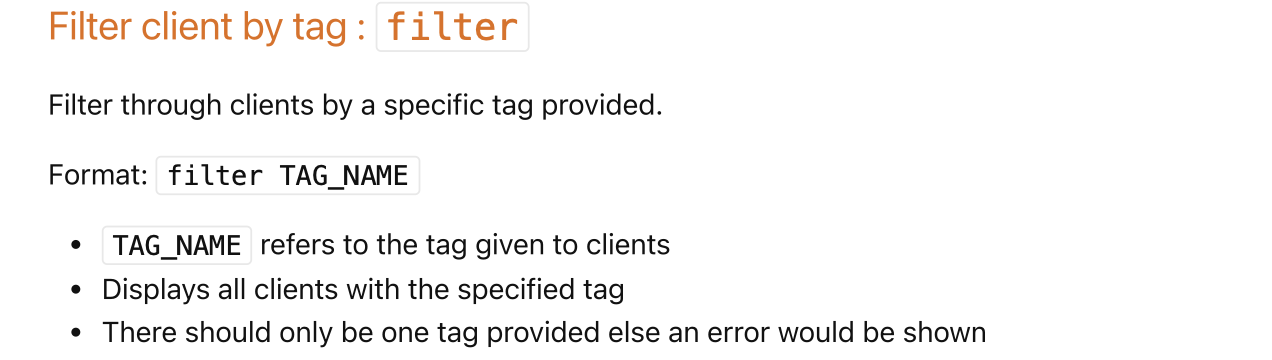 Filter client by tag : filter
Filter through clients by a specific tag provided.
Format: filter TAG_NAME
• TAG_NAME refers to the tag given to clients
• Displays all clients with the specified tag
• There should only be one tag provided else an error would be shown